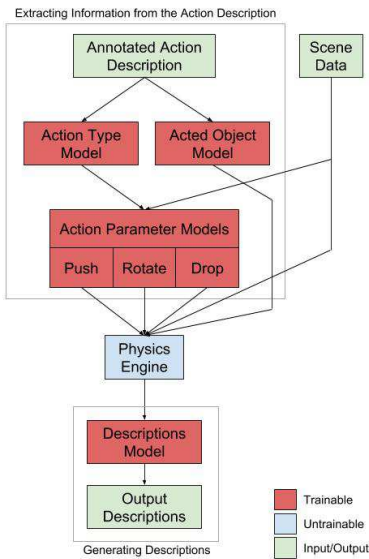 Extracting Information from the Action Description
Annotated Action
Description
Scene
Data
Action Type
Model
Acted Object
Model
Action Parameter Models
Push
Rotate
Drop
Physics
Engine
Descriptions
Model
Output
Descriptions
Generating Descriptions
Trainable
Untrainable
Input/Output